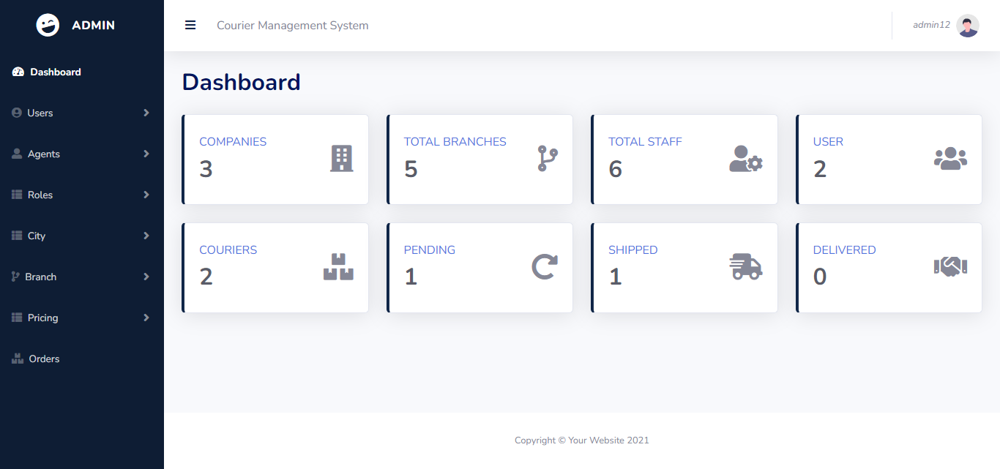 ADMIN
Courier Management System
admin12
Dashboard
Users
Agents
Roles
City
Branch
Pricing
Orders
Dashboard
COMPANIES
3
TOTAL BRANCHES
5
TOTAL STAFF
6
USER
2
COURIERS
2
PENDING
1
SHIPPED
1
DELIVERED
0
Copyright © Your Website 2021